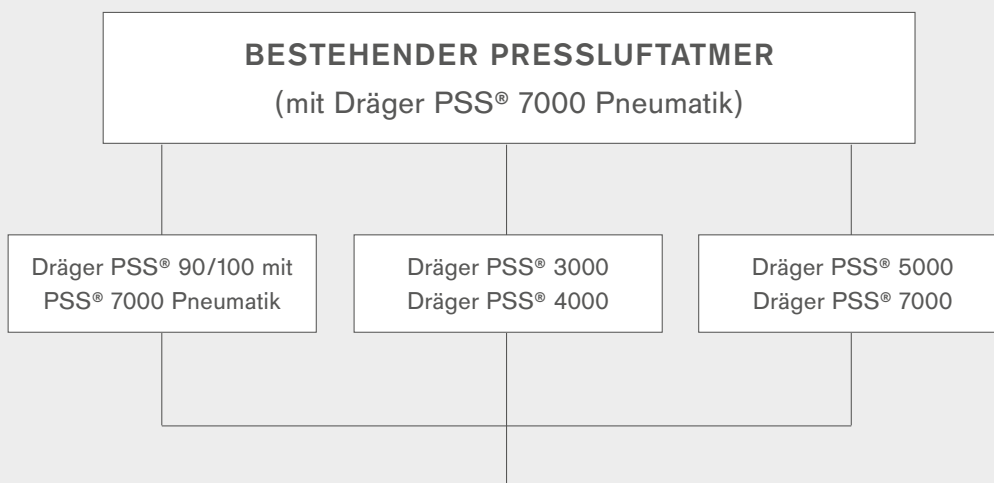 BESTEHENDER PRESSLUFTATMER
(mit Dräger PSS® 7000 Pneumatik)
Dräger PSS® 90/100 mit
PSS® 7000 Pneumatik
Dräger PSS® 3000
Dräger PSS® 4000
Dräger PSS® 5000
Dräger PSS® 7000